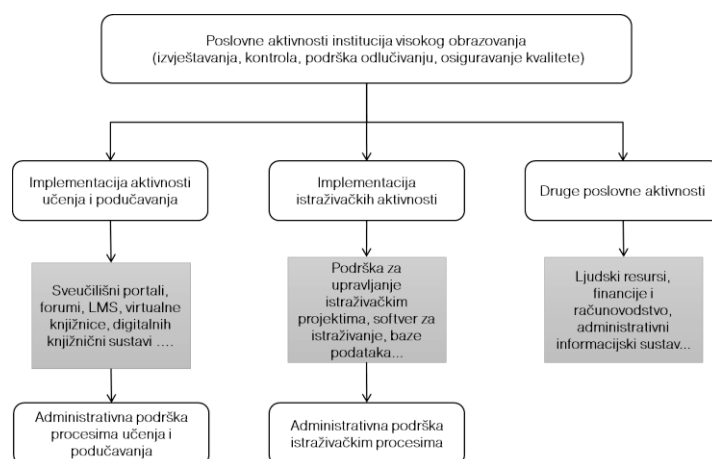 Poslovne aktivnosti institucija visokog obrazovanja
(izvještavanja, kontrola, podrška odlučivanju, osiguravanje kvalitete)
Implementacija aktivnosti
učenja i podučavanja
Implementacija
istraživačkih aktivnosti
Druge poslovne aktivnosti
Sveučilišni portali,
forumi, LMS, virtualne
knjižnice, digitalnih
knjižnični sustavi ….
Podrška za
upravljanje
istraživačkim
projektima, softver za
istraživanje, baze
podataka...
Ljudski resursi,
financije i
računovodstvo,
administrativni
informacijski sustav...
Administrativna podrška
procesima učenja i
podučavanja
Administrativna podrška
istraživačkim procesima